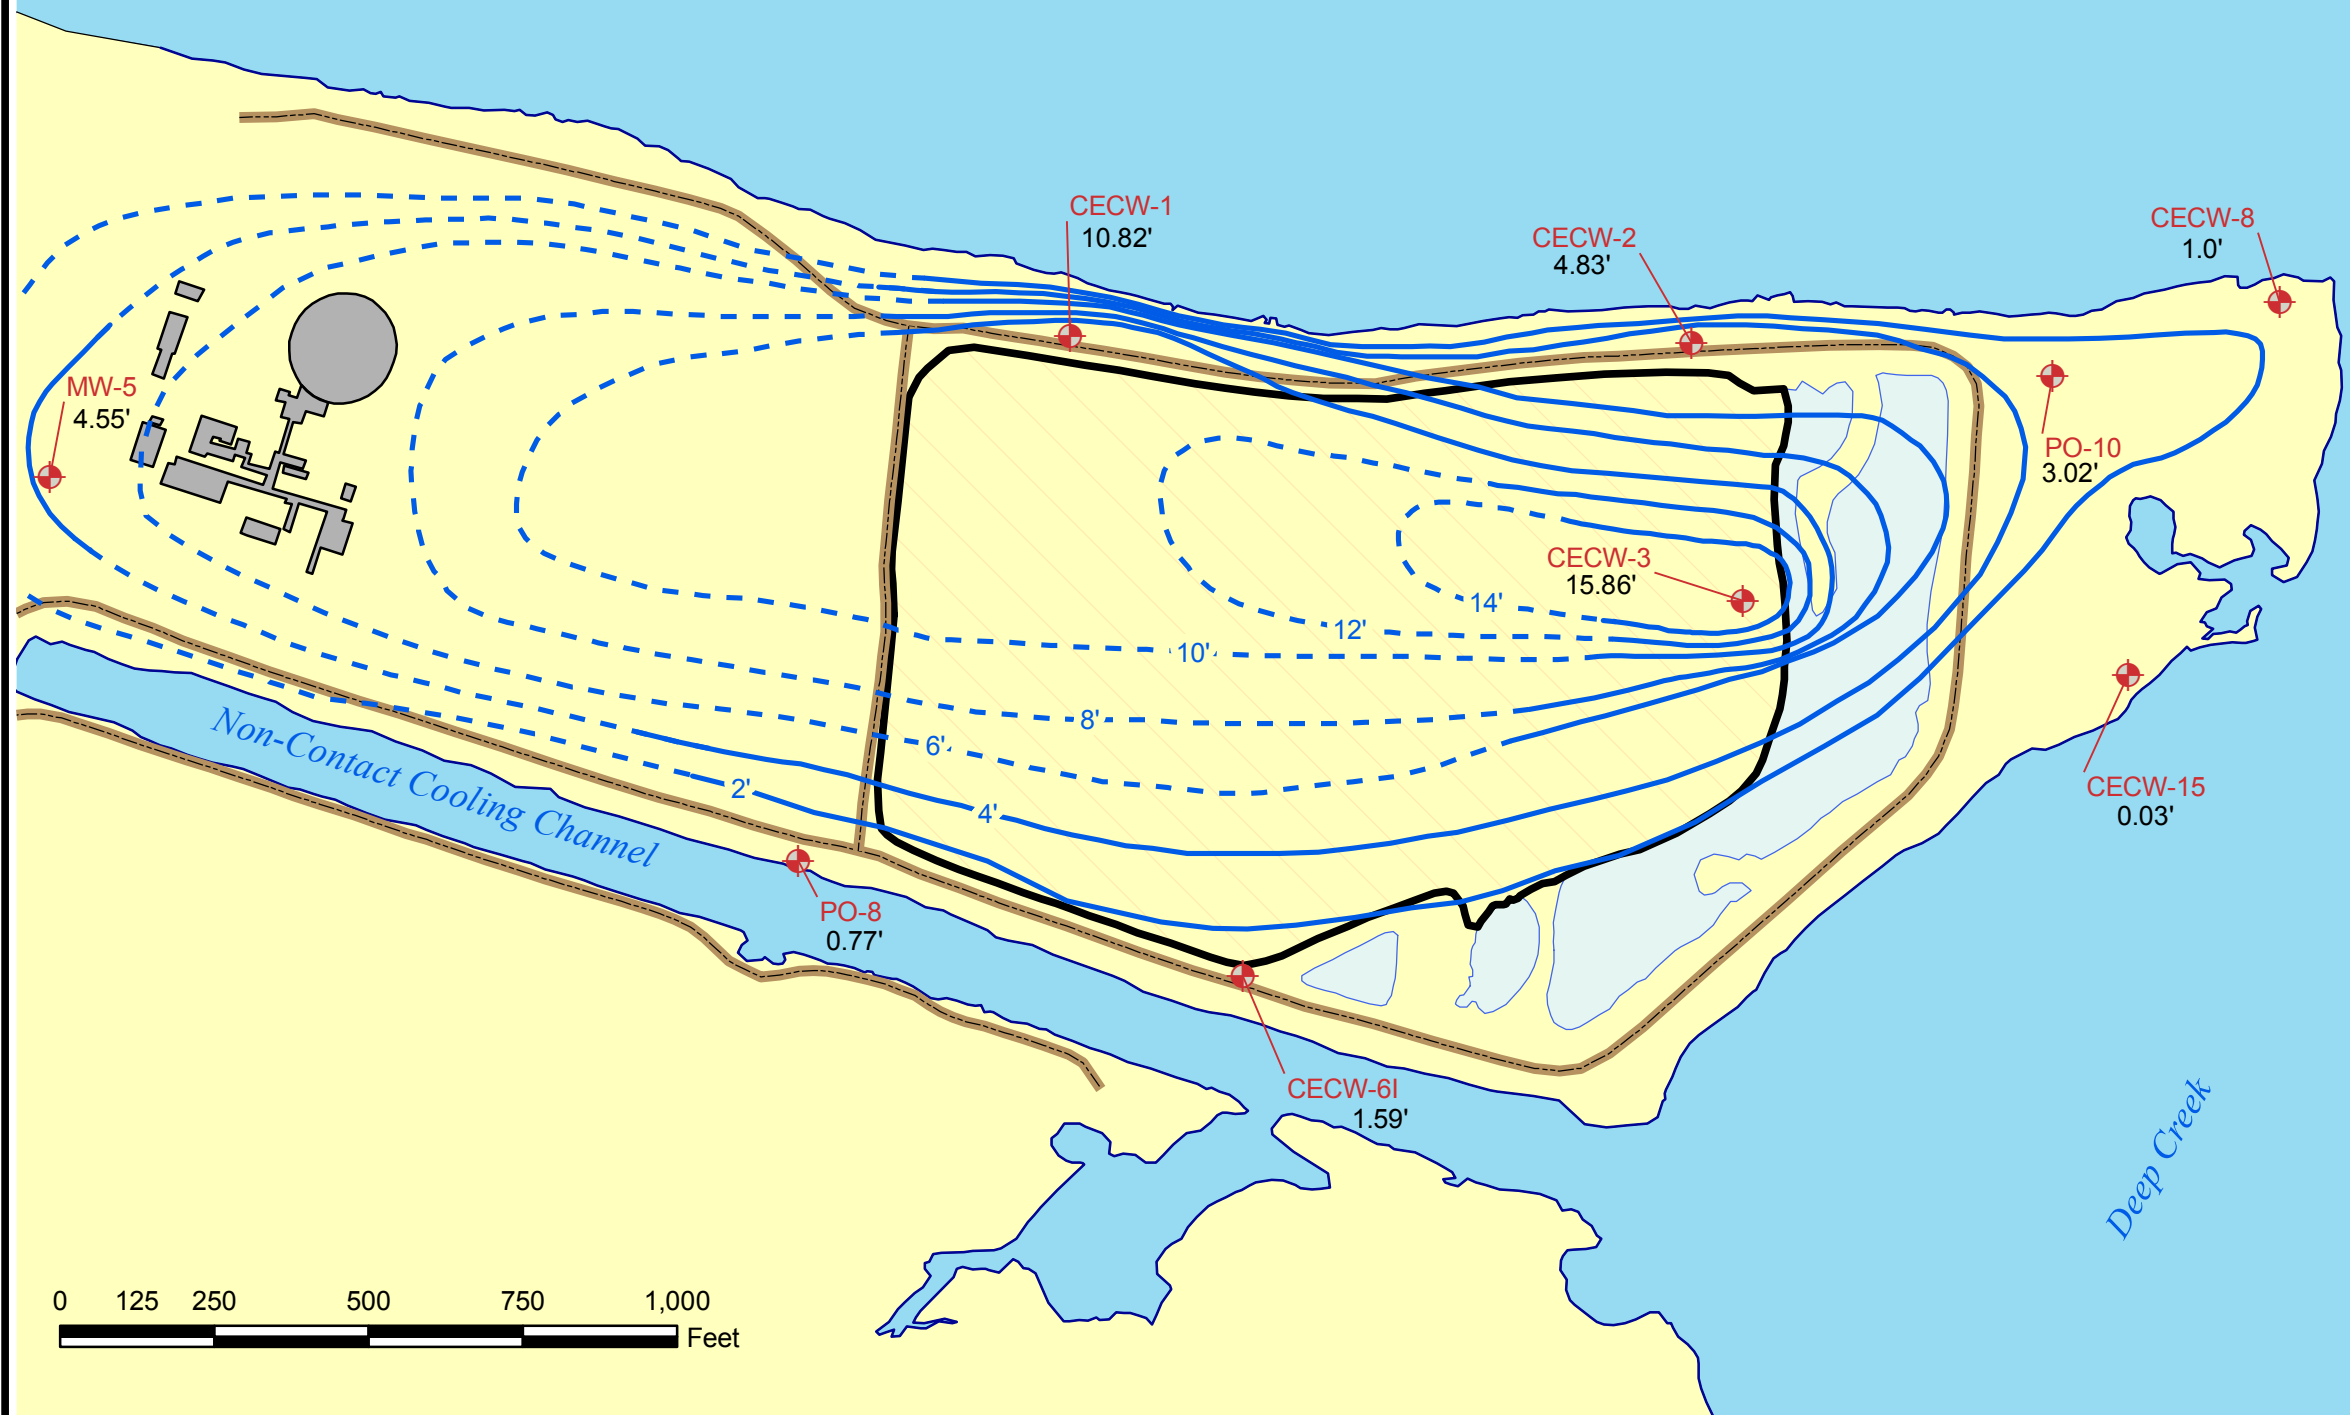 CECW-1
10.82'
CECW-2
4.83'
CECW-8
1.0'
MW-5
4.55'
PO-10
3.02'
CECW-3
15.86'
14'
12'
10'
8'
6'
4'
2'
Non-Contact Cooling Channel
CECW-15
0.03'
PO-8
0.77'
CECW-6I
1.59'
Deep Creek
0 125 250 500 750 1,000
Feet